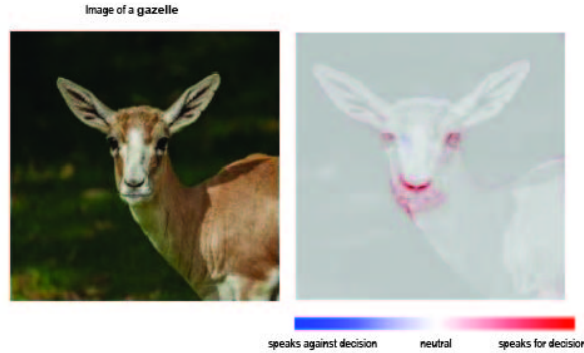 Image of a gazelle
speaks against decision neutral speaks for decision